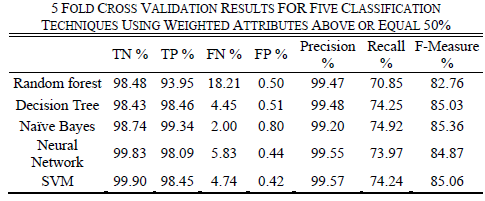 5 FOLD CROSS VALIDATION RESULTS FOR FIVE CLASSIFICATION
TECHNIQUES USING WEIGHTED ATTRIBUTES ABOVE OR EQUAL 50%
TN % TP % FN % FP % Precision % Recall % F-Measure %
Random forest 98.48 93.95 18.21 0.50 99.47 70.85 82.76
Decision Tree 98.43 98.46 4.45 0.51 99.48 74.25 85.03
Naïve Bayes 98.74 99.34 2.00 0.80 99.20 74.92 85.36
Neural Network 99.83 98.09 5.83 0.44 99.55 73.97 84.87
SVM 99.90 98.45 4.74 0.42 99.57 74.24 85.06